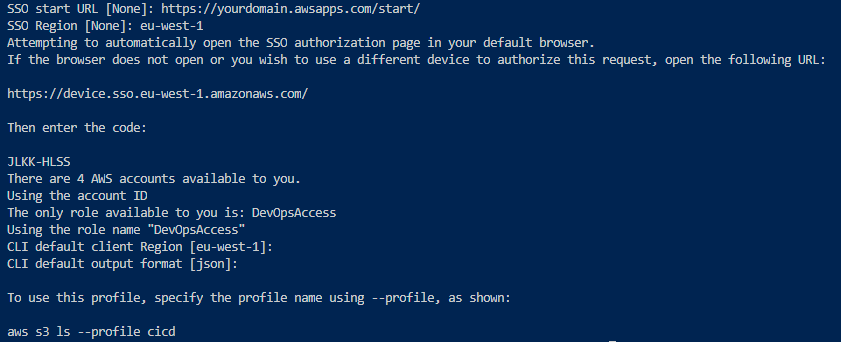 SSO start URL [None]: https://yourdomain.awsapps.com/start/
SSO Region [None]: eu-west-1
Attempting to automatically open the SSO authorization page in your default browser.
If the browser does not open or you wish to use a different device to authorize this request, open the following URL:
https://device.sso.eu-west-1.amazonaws.com/
Then enter the code:
JLKK-HLSS
There are 4 AWS accounts available to you.
Using the account ID
The only role available to you is: DevOpsAccess
Using the role name "DevOpsAccess"
CLI default client Region [eu-west-1]:
CLI default output format [json]:
To use this profile, specify the profile name using --profile, as shown:
aws s3 ls --profile cicd